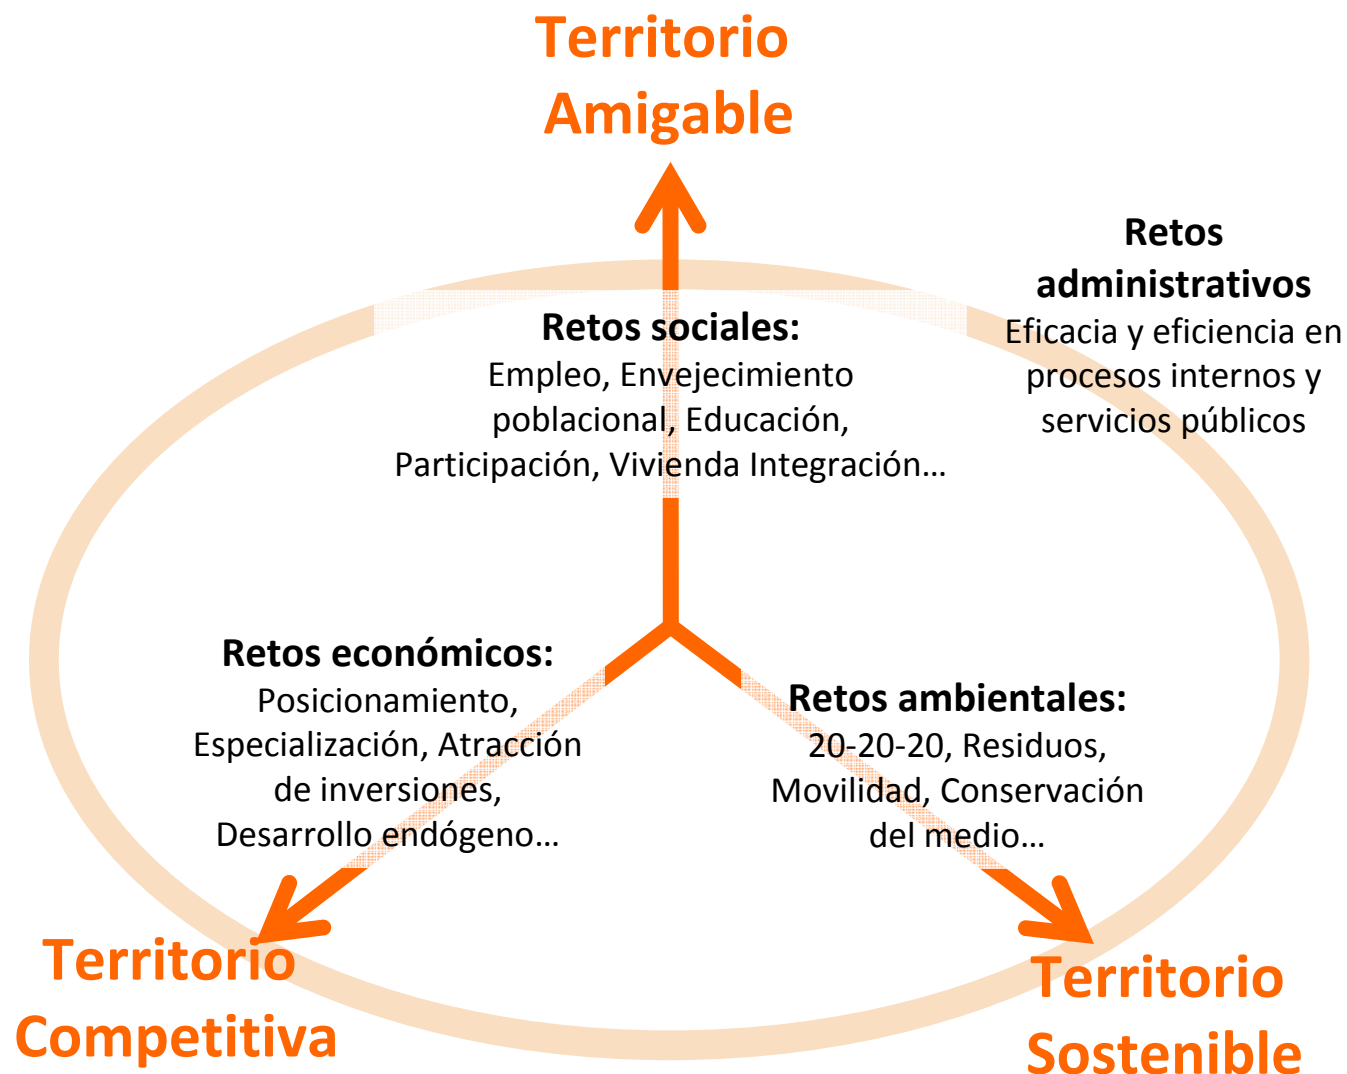 Territorio
Amigable
Retos
administrativos
Eficacia y eficiencia en
procesos internos y
servicios públicos
Retos sociales:
Empleo, Envejecimiento
poblacional, Educación,
Participación, Vivienda Integración…
Retos económicos:
Posicionamiento,
Especialización, Atracción
de inversiones,
Desarrollo endógeno…
Retos ambientales:
20-20-20, Residuos,
Movilidad, Conservación
del medio…
Territorio
Competitiva
Territorio
Sostenible